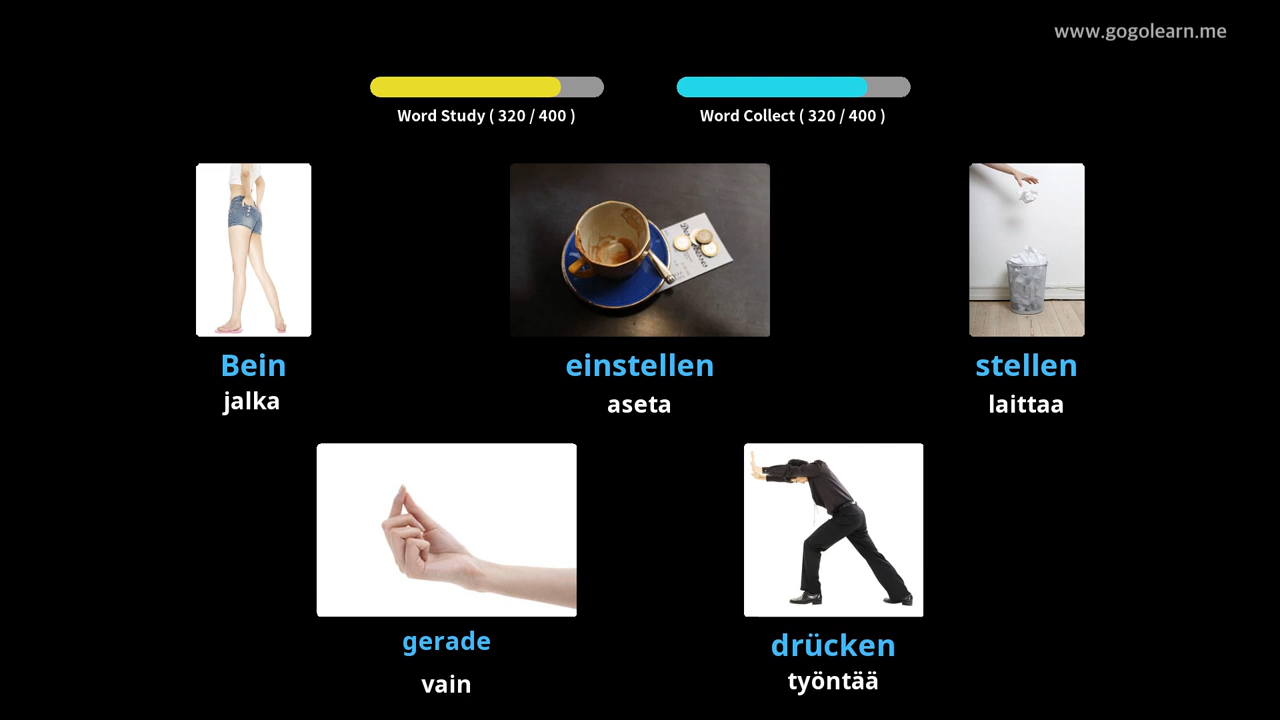 www.gogolearn.me
Word Study ( 320 / 400 )
Word Collect ( 320 / 400 )
Bein
jalka
einstellen
aseta
stellen
laittaa
gerade
vain
drücken
työntää